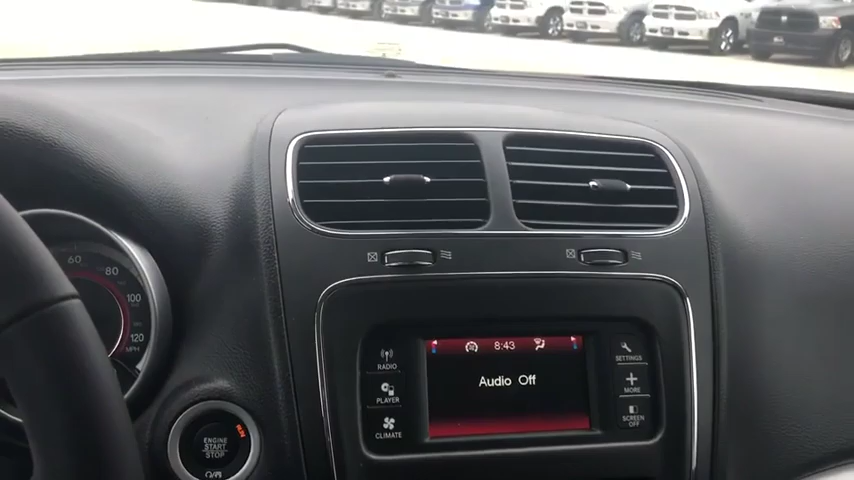 60
80
100
120
MPH
8:43
Audio Off
RADIO
PLAYER
CLIMATE
SETTINGS
MORE
SCREEN
OFF
ENGINE
START
STOP
RUN